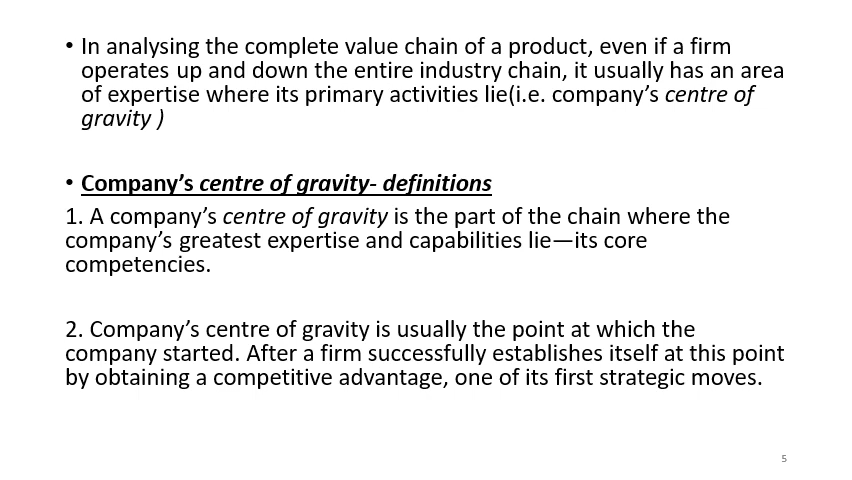 • In analysing the complete value chain of a product, even if a firm
operates up and down the entire industry chain, it usually has an area
of expertise where its primary activities lie(i.e. company’s centre of
gravity )
• Company’s centre of gravity- definitions
1. A company’s centre of gravity is the part of the chain where the
company’s greatest expertise and capabilities lie—its core
competencies.
2. Company’s centre of gravity is usually the point at which the
company started. After a firm successfully establishes itself at this point
by obtaining a competitive advantage, one of its first strategic moves.
5